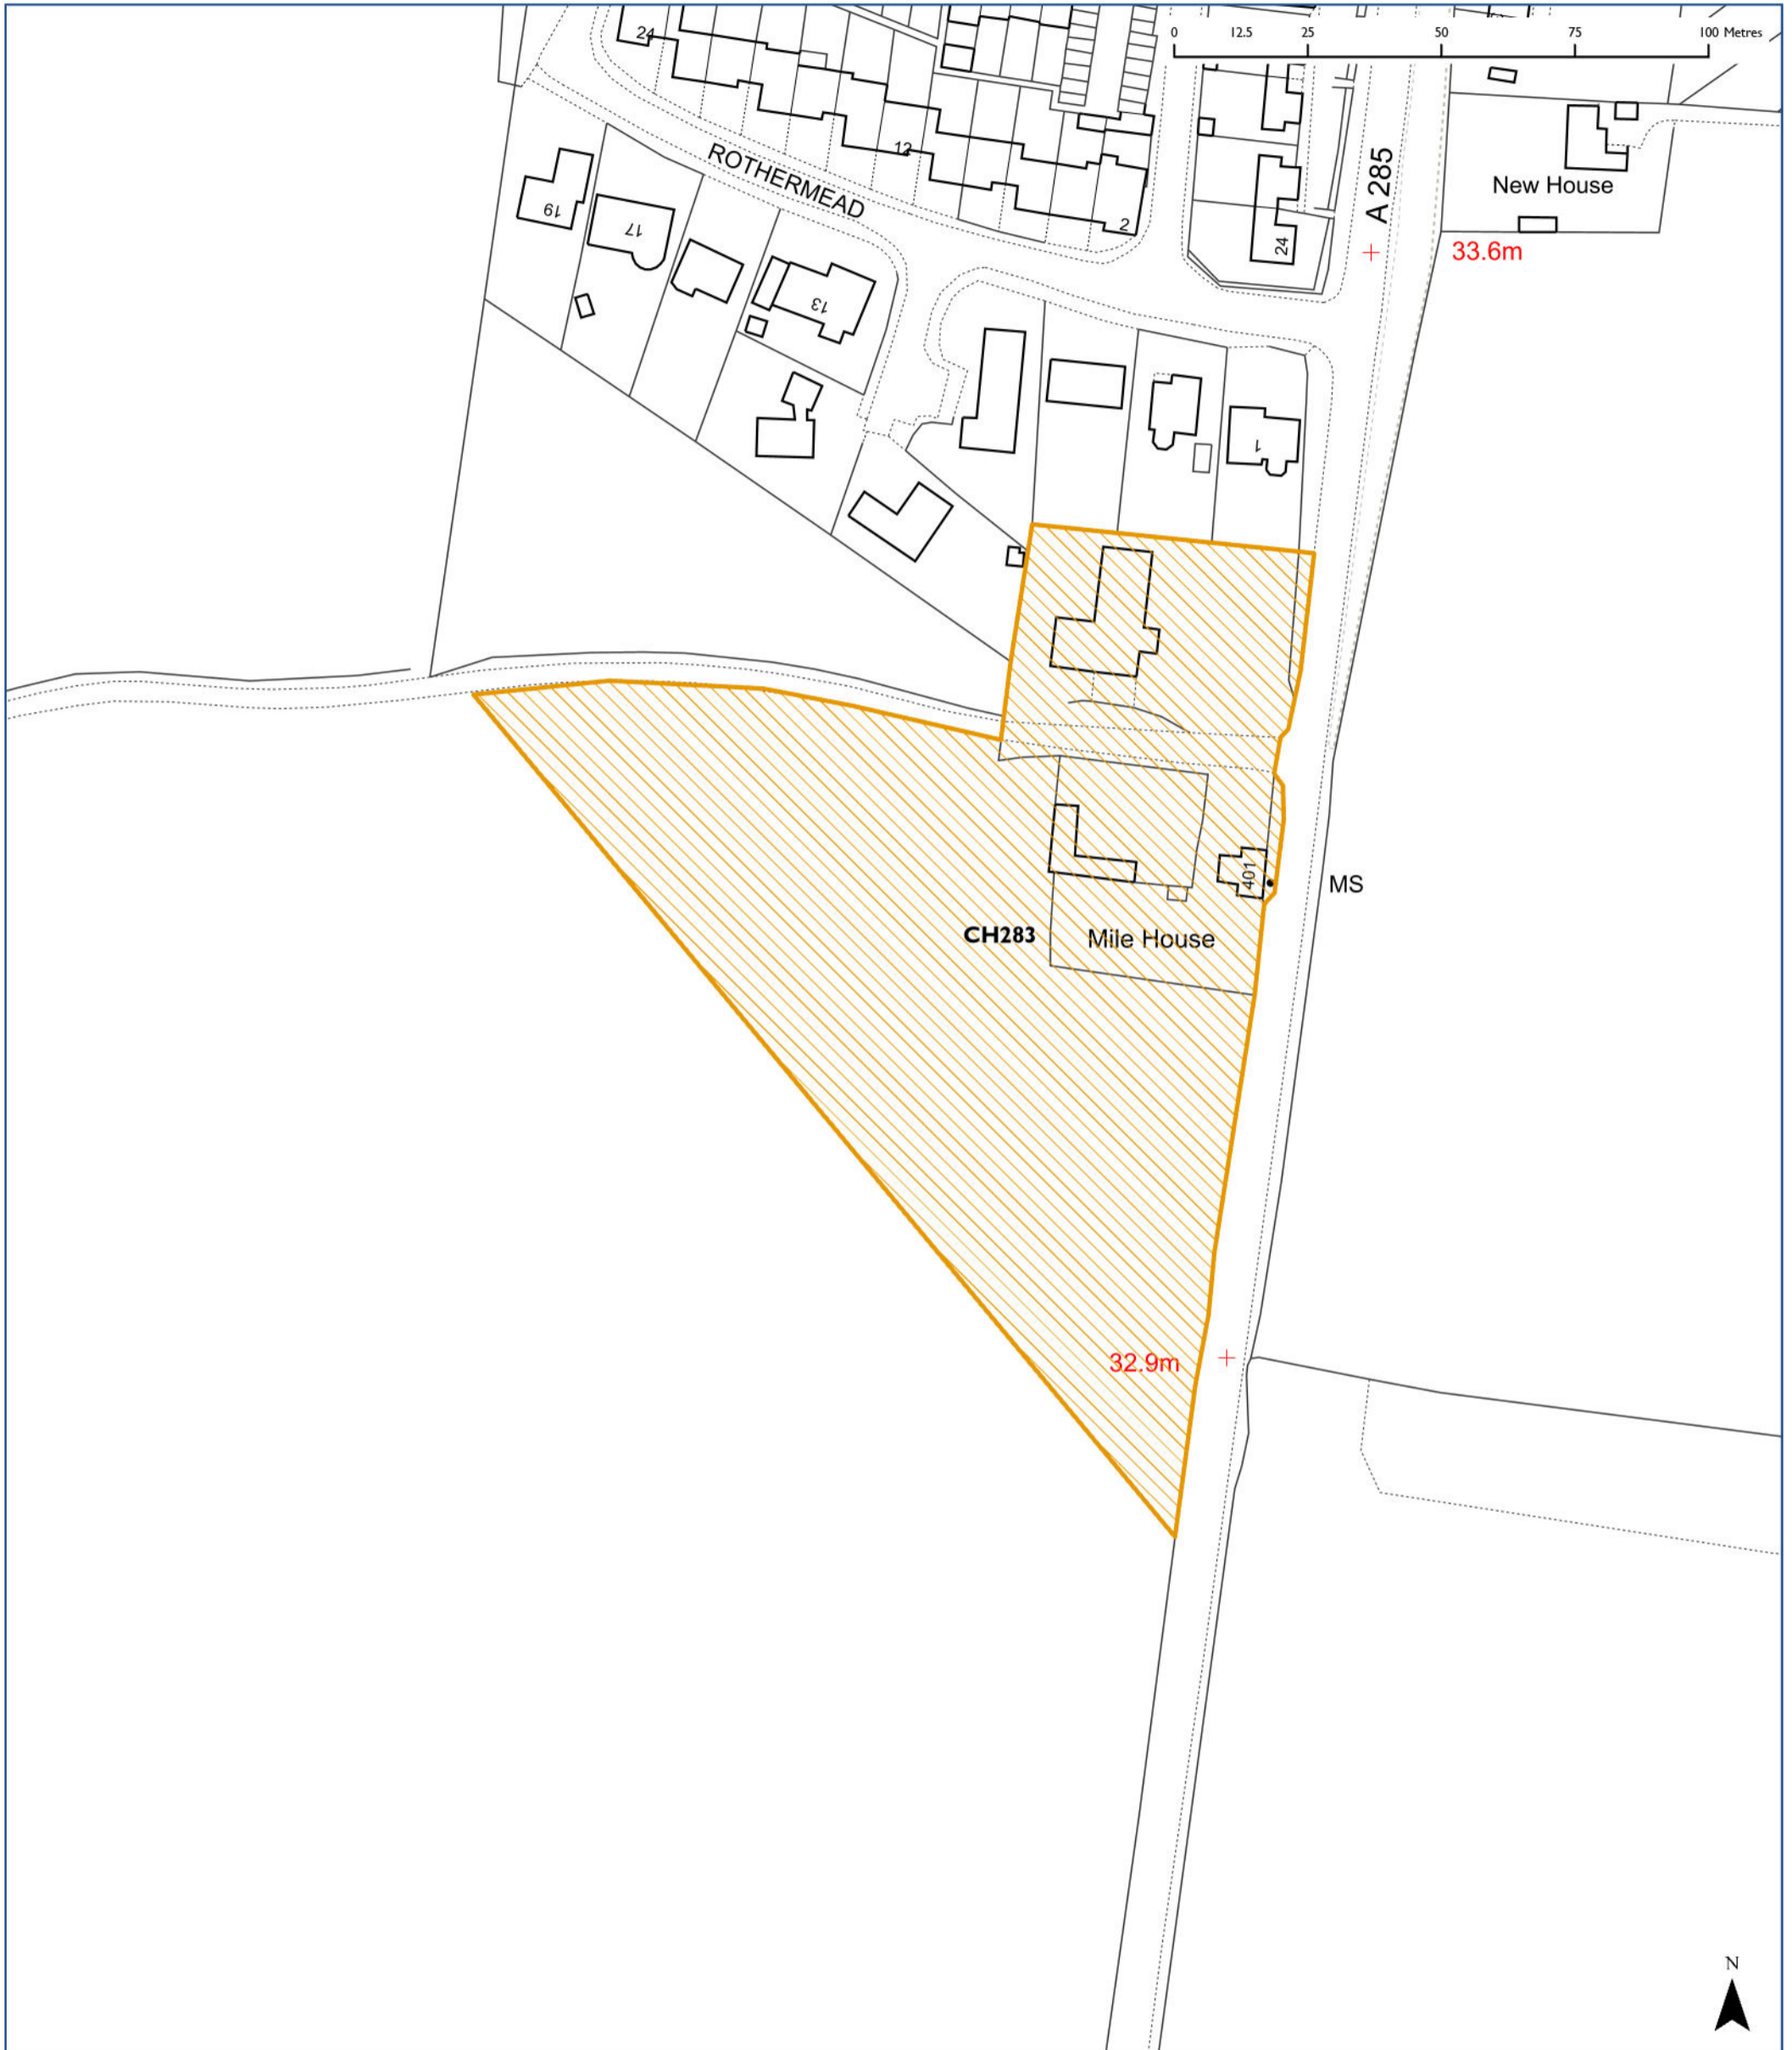 0 12.5 25 50 75 100 Metres
24
12
ROTHERMEAD
A 285
New House
19
17
2
24
33.6m
13
1
401
MS
CH283
Mile House
32.9m
N